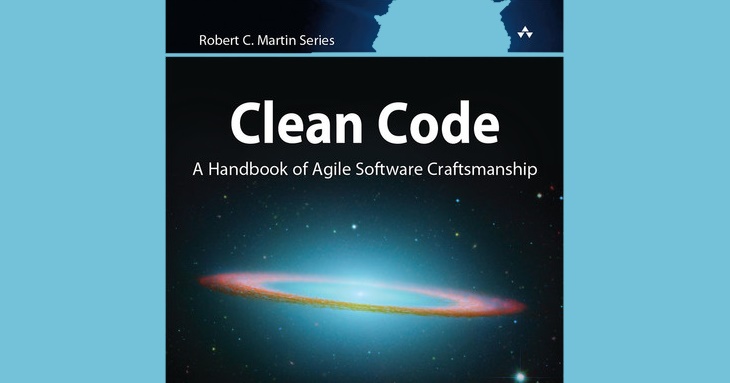 Robert C. Martin Series
Clean Code
A Handbook of Agile Software Craftsmanship